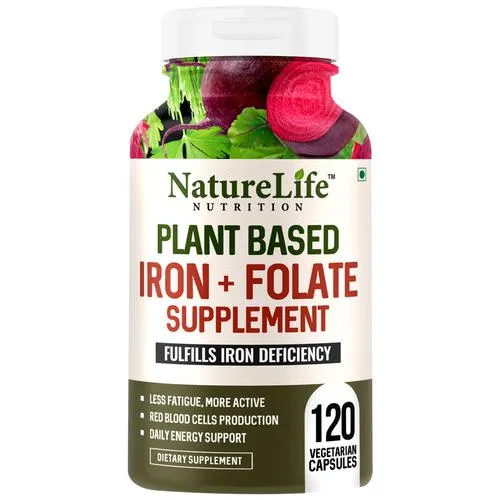 NatureLife™
NUTRITION
PLANT BASED
IRON + FOLATE
SUPPLEMENT
FULFILLS IRON DEFICIENCY
• LESS FATIGUE, MORE ACTIVE
• RED BLOOD CELLS PRODUCTION
• DAILY ENERGY SUPPORT
DIETARY SUPPLEMENT
120
VEGETARIAN
CAPSULES